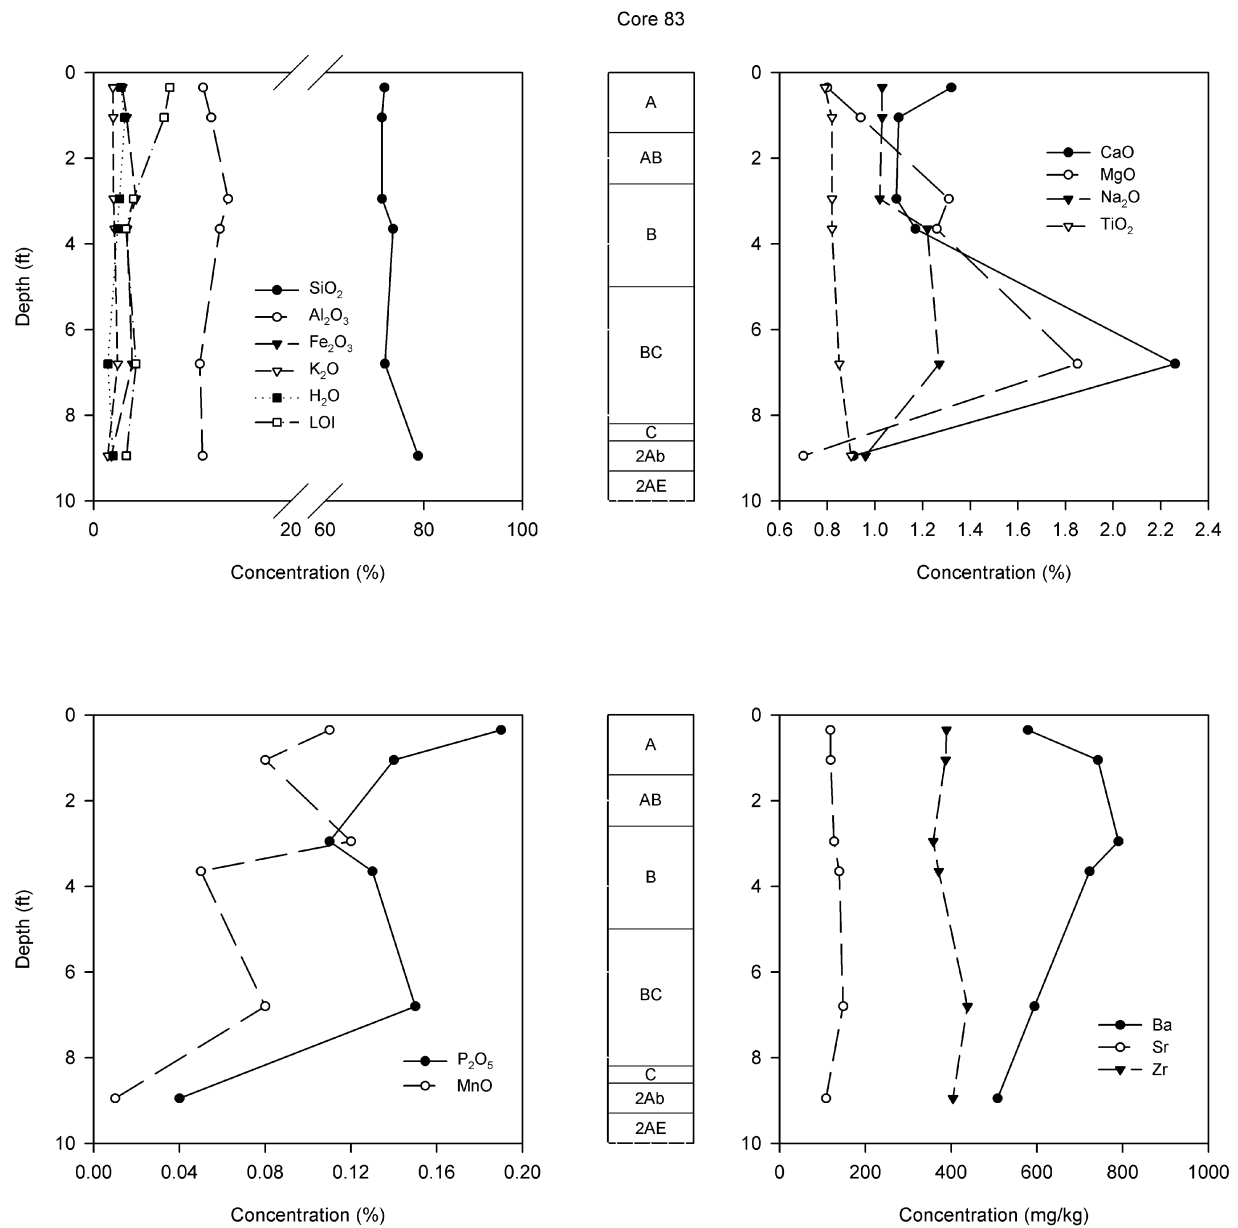 Core 83
0
2
4
6
8
10
Depth (ft)
0
20
60
80
100
Concentration (%)
SiO₂
Al₂O₃
Fe₂O₃
K₂O
H₂O
LOI
A
AB
B
BC
C
2Ab
2AE
0
2
4
6
8
10
0.6
0.8
1.0
1.2
1.4
1.6
1.8
2.0
2.2
2.4
Concentration (%)
CaO
MgO
Na₂O
TiO₂
0
2
4
6
8
10
Depth (ft)
0.00
0.04
0.08
0.12
0.16
0.20
Concentration (%)
P₂O₅
MnO
A
AB
B
BC
C
2Ab
2AE
0
2
4
6
8
10
0
200
400
600
800
1000
Concentration (mg/kg)
Ba
Sr
Zr